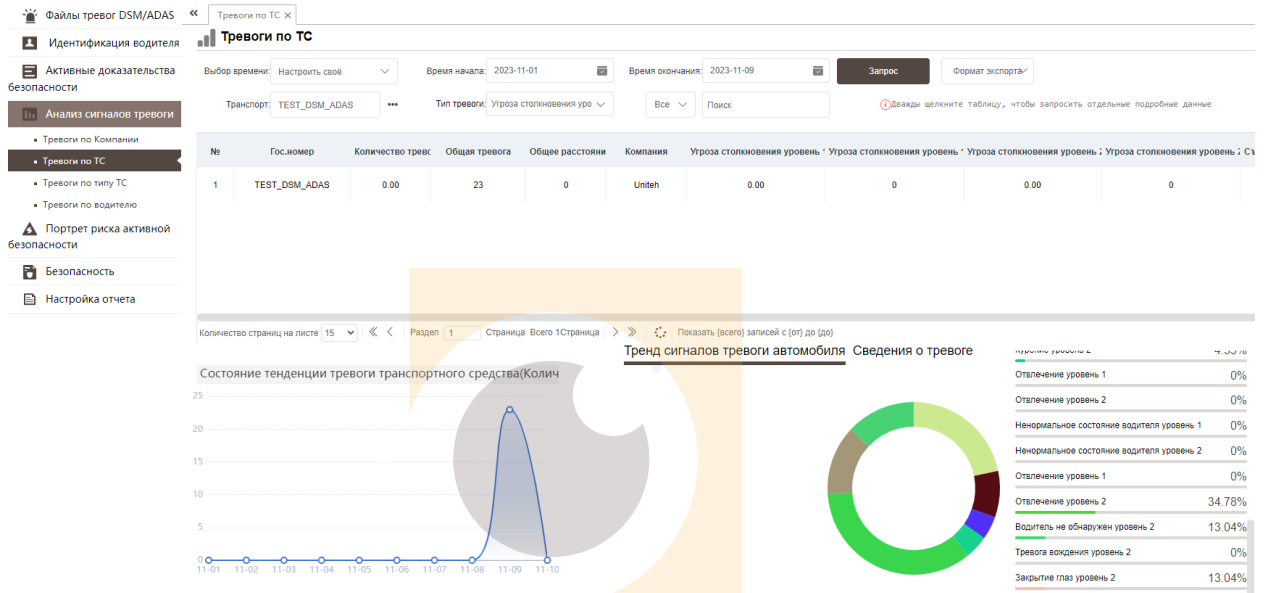 Файлы тревог DSM/ADAS
Идентификация водителя
Активные доказательства
безопасности
Анализ сигналов тревоги
Тревоги по Компании
Тревоги по ТС
Тревоги по типу ТС
Тревоги по водителю
Портрет риска активной
безопасности
Безопасность
Настройка отчета
« Тревоги по ТС ×
Тревоги по ТС
Выбор времени: Настроить своё Время начала: 2023-11-01 Время окончания: 2023-11-09 Запрос Формат экспорта
Транспорт: TEST_DSM_ADAS ••• Тип тревоги: Угроза столкновения уро Все Поиск Дважды щелкните таблицу, чтобы запросить отдельные подробные данные
№ Гос.номер Количество тревс Общая тревога Общее расстояни Компания Угроза столкновения уровень Угроза столкновения уровень Угроза столкновения уровень Угроза столкновения уровень
1 TEST_DSM_ADAS 0.00 23 0 Uniteh 0.00 0 0.00 0
Количество страниц на листе 15 Раздел 1 Страница Всего 1Страница Показать {всего} записей с {от} до {до}
Тренд сигналов тревоги автомобиля Сведения о тревоге
Состояние тенденции тревоги транспортного средства(Колич
25
20
15
10
5
0
11-01 11-02 11-03 11-04 11-05 11-06 11-07 11-08 11-09 11-10
Отвлечение уровень 1 0%
Отвлечение уровень 2 0%
Ненормальное состояние водителя уровень 1 0%
Ненормальное состояние водителя уровень 2 0%
Отвлечение уровень 1 0%
Отвлечение уровень 2 34.78%
Водитель не обнаружен уровень 2 13.04%
Тревога вождения уровень 2 0%
Закрытие глаз уровень 2 13.04%